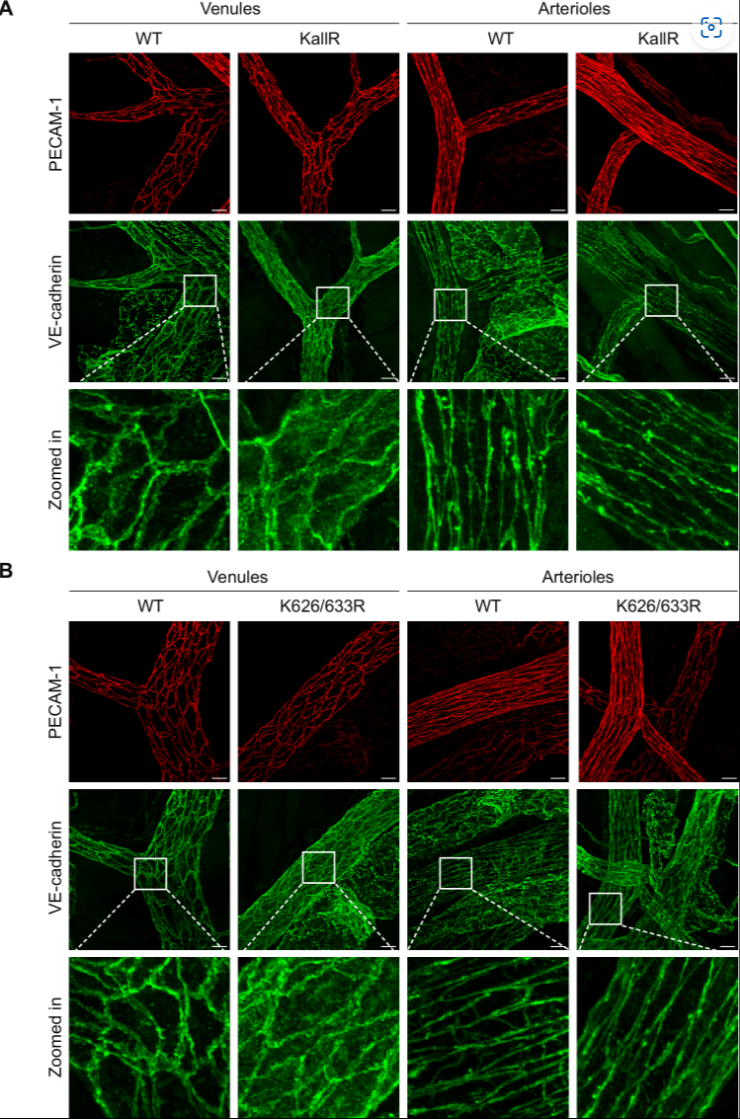 A
Venules Arterioles
WT KallR WT KallR
PECAM-1
VE-cadherin
Zoomed in
B
Venules Arterioles
WT K626/633R WT K626/633R
PECAM-1
VE-cadherin
Zoomed in